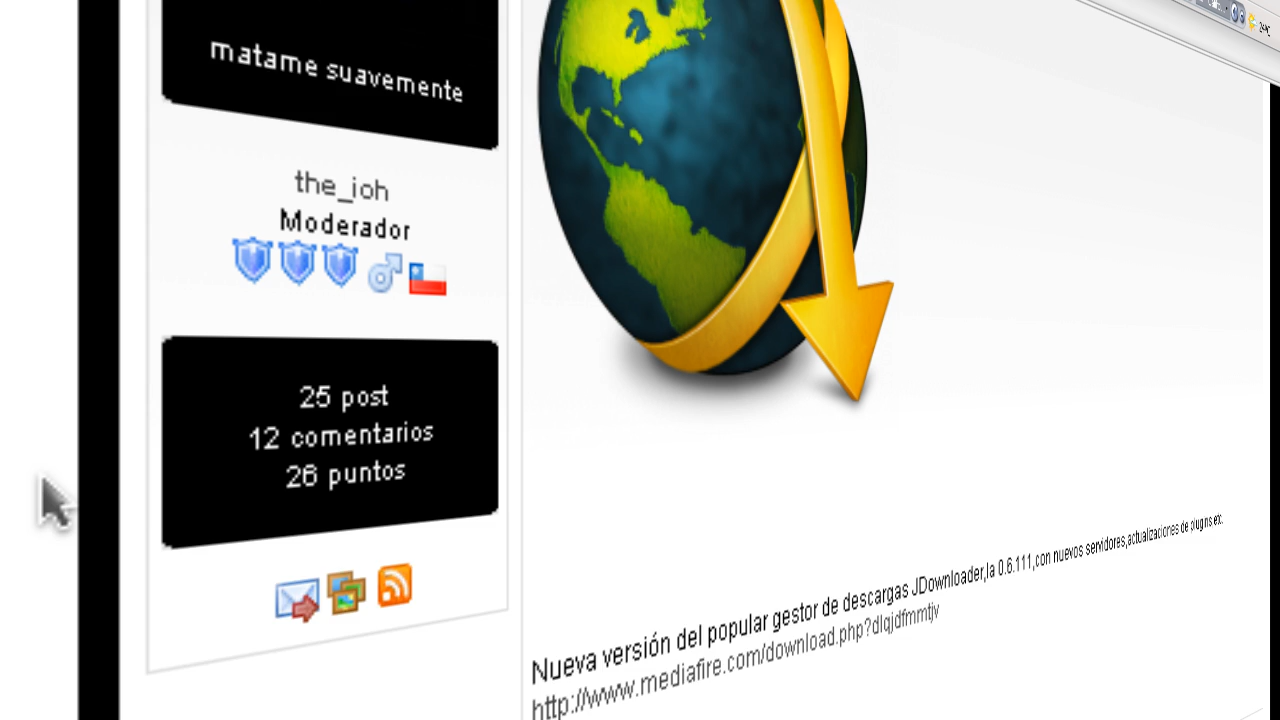 matame suavemente
the_ioh
Moderador
25 post
12 comentarios
26 puntos
Nueva versión del popular gestor de descargas JDownloader,la 0.6.111,con nuevos servidores,actualizaciones de plugins etc.
http://www.mediafire.com/download.php?dlqjdfmmtjv